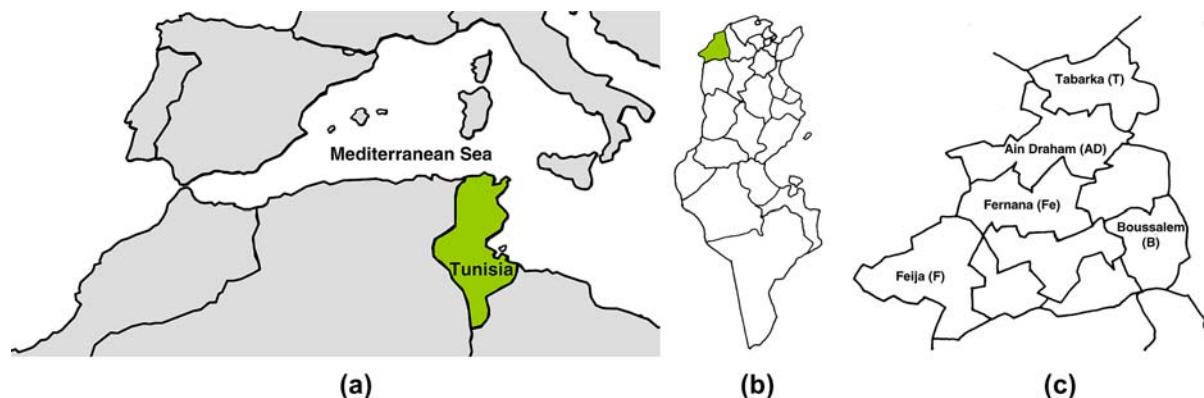 Mediterranean Sea
Tunisia
(a)
(b)
Tabarka (T)
Ain Draham (AD)
Fernana (Fe)
Boussalem
(B)
Feija (F)
(c)